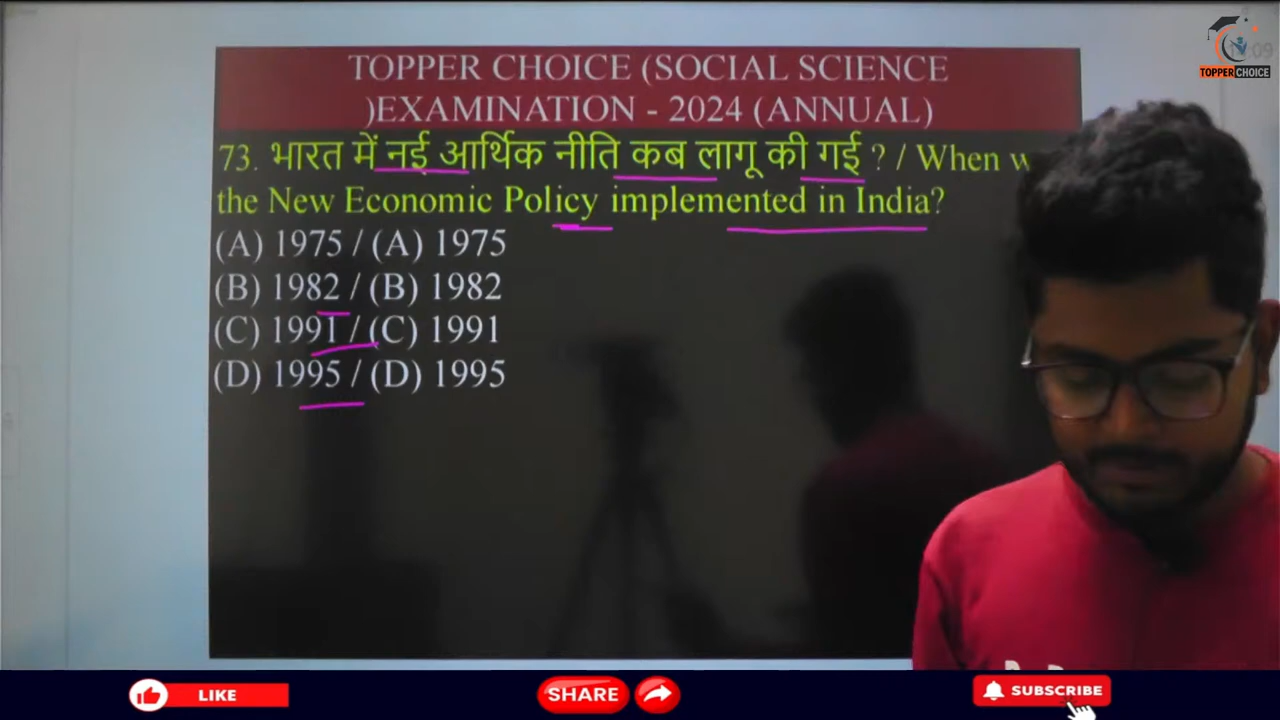 TOPPER CHOICE
TOPPER CHOICE (SOCIAL SCIENCE
)EXAMINATION - 2024 (ANNUAL)
73. भारत में नई आर्थिक नीति कब लागू की गई ? / When w
the New Economic Policy implemented in India?
(A) 1975 / (A) 1975
(B) 1982 / (B) 1982
(C) 1991 / (C) 1991
(D) 1995 / (D) 1995
LIKE
SHARE
SUBSCRIBE